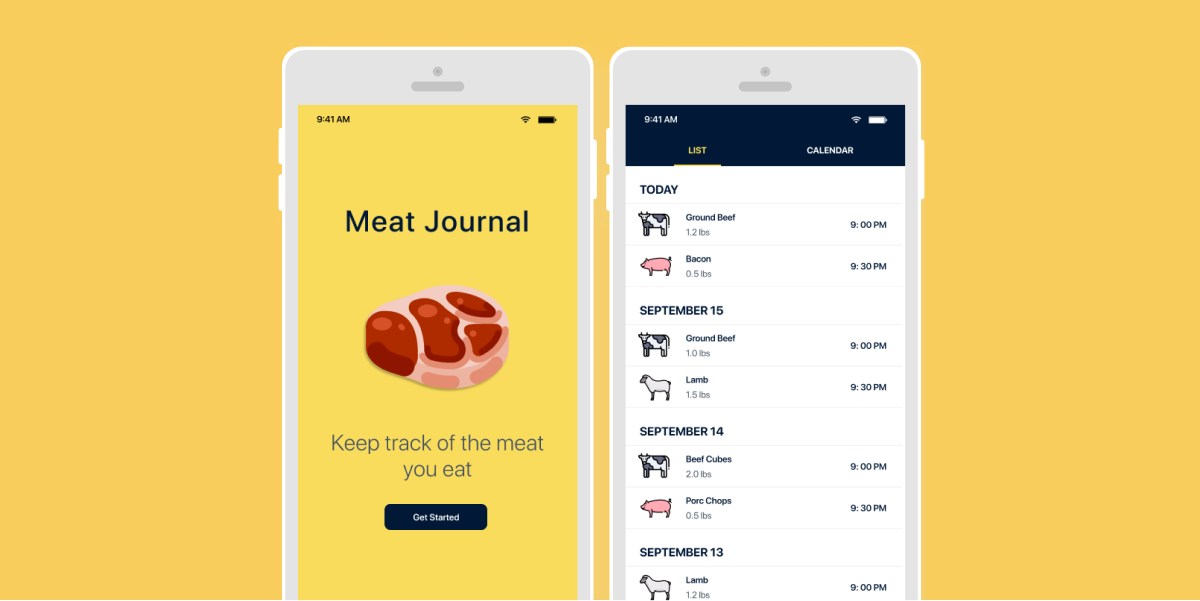 9:41 AM
Meat Journal
Keep track of the meat
you eat
Get Started
9:41 AM
LIST
CALENDAR
TODAY
Ground Beef
1.2 lbs
9: 00 PM
Bacon
0.5 lbs
9: 30 PM
SEPTEMBER 15
Ground Beef
1.0 lbs
9: 00 PM
Lamb
1.5 lbs
9: 30 PM
SEPTEMBER 14
Beef Cubes
2.0 lbs
9: 00 PM
Porc Chops
0.5 lbs
9: 30 PM
SEPTEMBER 13
Lamb
1.2 lbs
9: 00 PM